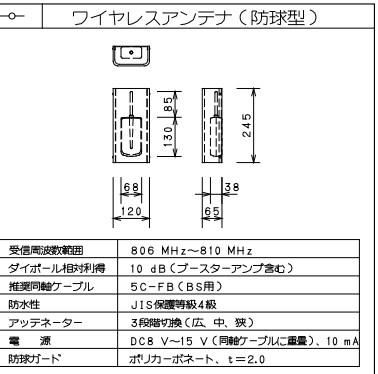 ワイヤレスアンテナ(防球型)
85
130
245
68
120
38
65
受信周波数範囲 806 MHz~810 MHz
ダイポール相対利得 10 dB(ブースターアンプ含む)
推奨同軸ケーブル 5C-FB(BS用)
防水性 JIS保護等級4級
アッテネーター 3段階切換(広、中、狭)
電 源 DC8 V~15 V(同軸ケーブルに重畳)、10 mA
防球ガード ポリカーボネート、t=2.0